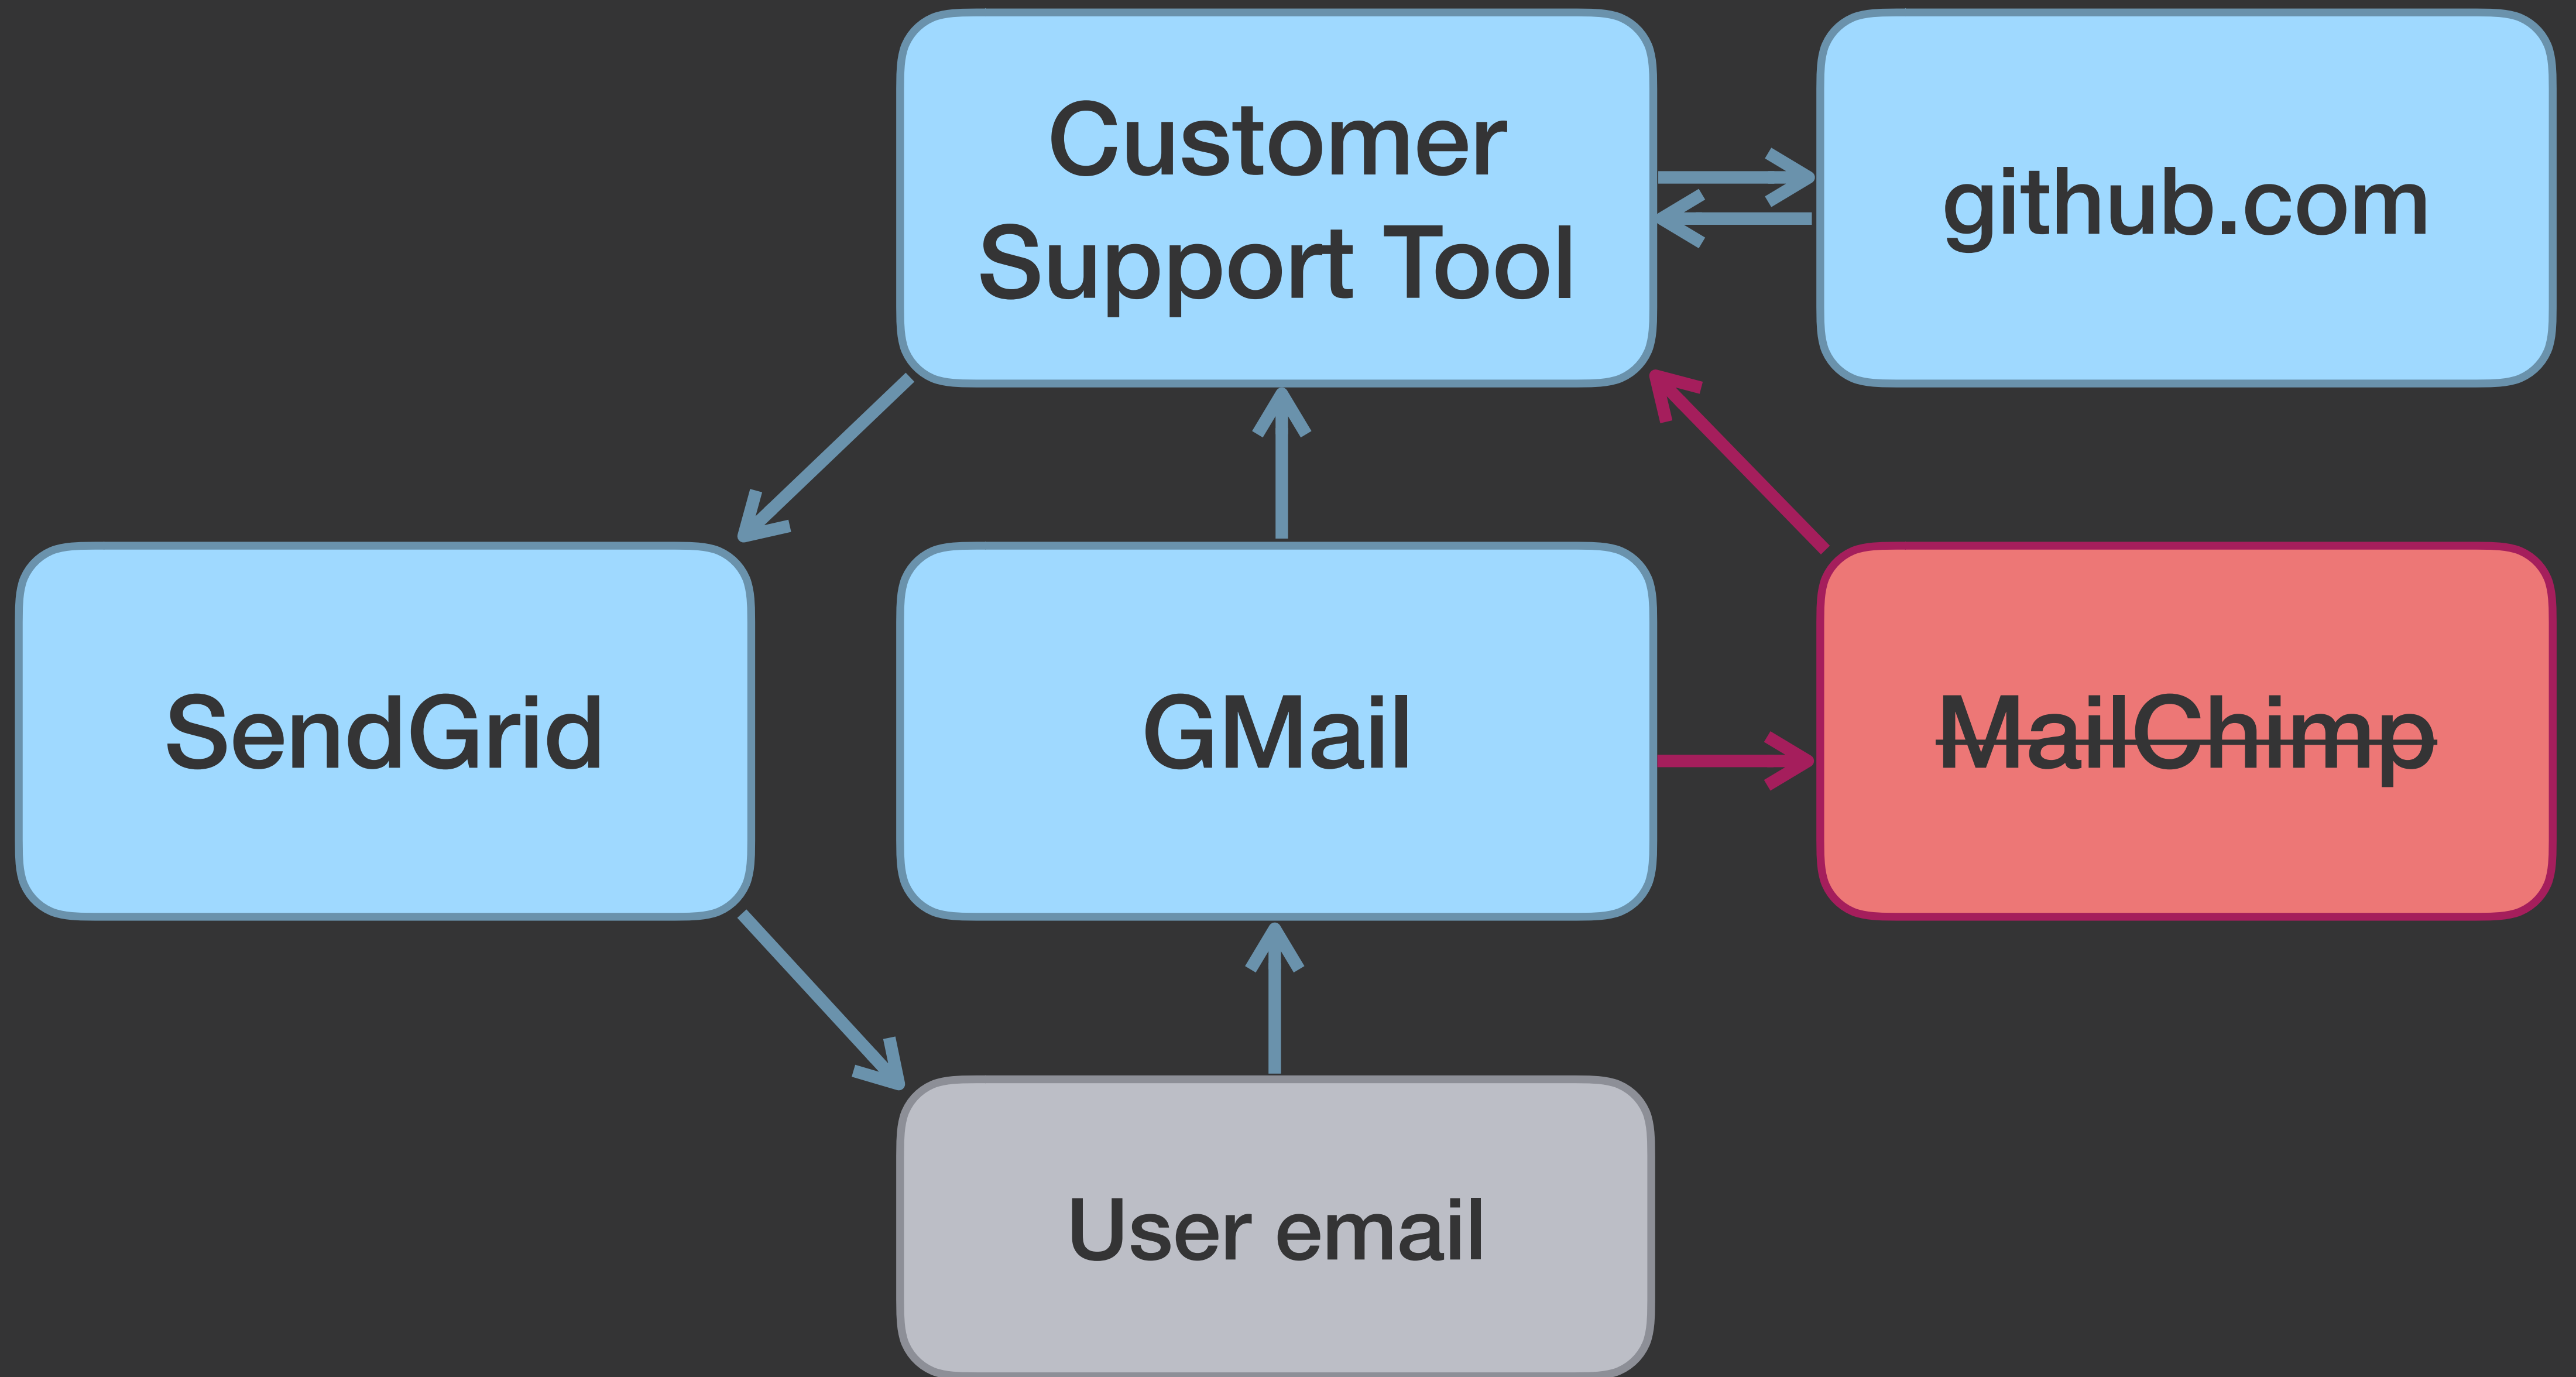 Customer
Support Tool
github.com
SendGrid
GMail
MailChimp
User email